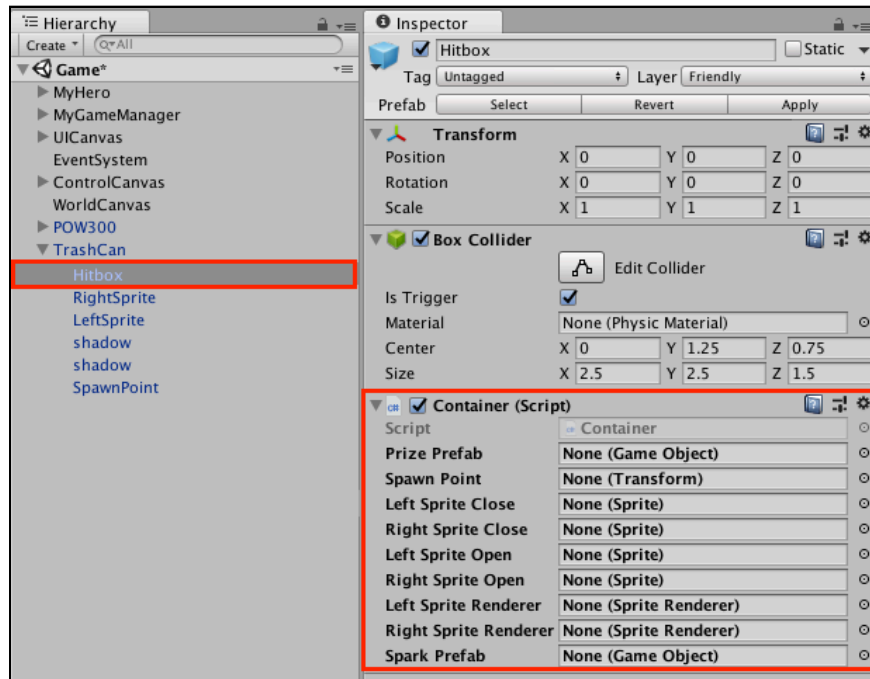 Hierarchy
Create All
Game*
MyHero
MyGameManager
UICanvas
EventSystem
ControlCanvas
WorldCanvas
POW300
TrashCan
Hitbox
RightSprite
LeftSprite
shadow
shadow
SpawnPoint
Inspector
Hitbox Static
Tag Untagged Layer Friendly
Prefab Select Revert Apply
Transform
Position X 0 Y 0 Z 0
Rotation X 0 Y 0 Z 0
Scale X 1 Y 1 Z 1
Box Collider
Edit Collider
Is Trigger
Material None (Physic Material)
Center X 0 Y 1.25 Z 0.75
Size X 2.5 Y 2.5 Z 1.5
C# Container (Script)
Script Container
Prize Prefab None (Game Object)
Spawn Point None (Transform)
Left Sprite Close None (Sprite)
Right Sprite Close None (Sprite)
Left Sprite Open None (Sprite)
Right Sprite Open None (Sprite)
Left Sprite Renderer None (Sprite Renderer)
Right Sprite Renderer None (Sprite Renderer)
Spark Prefab None (Game Object)